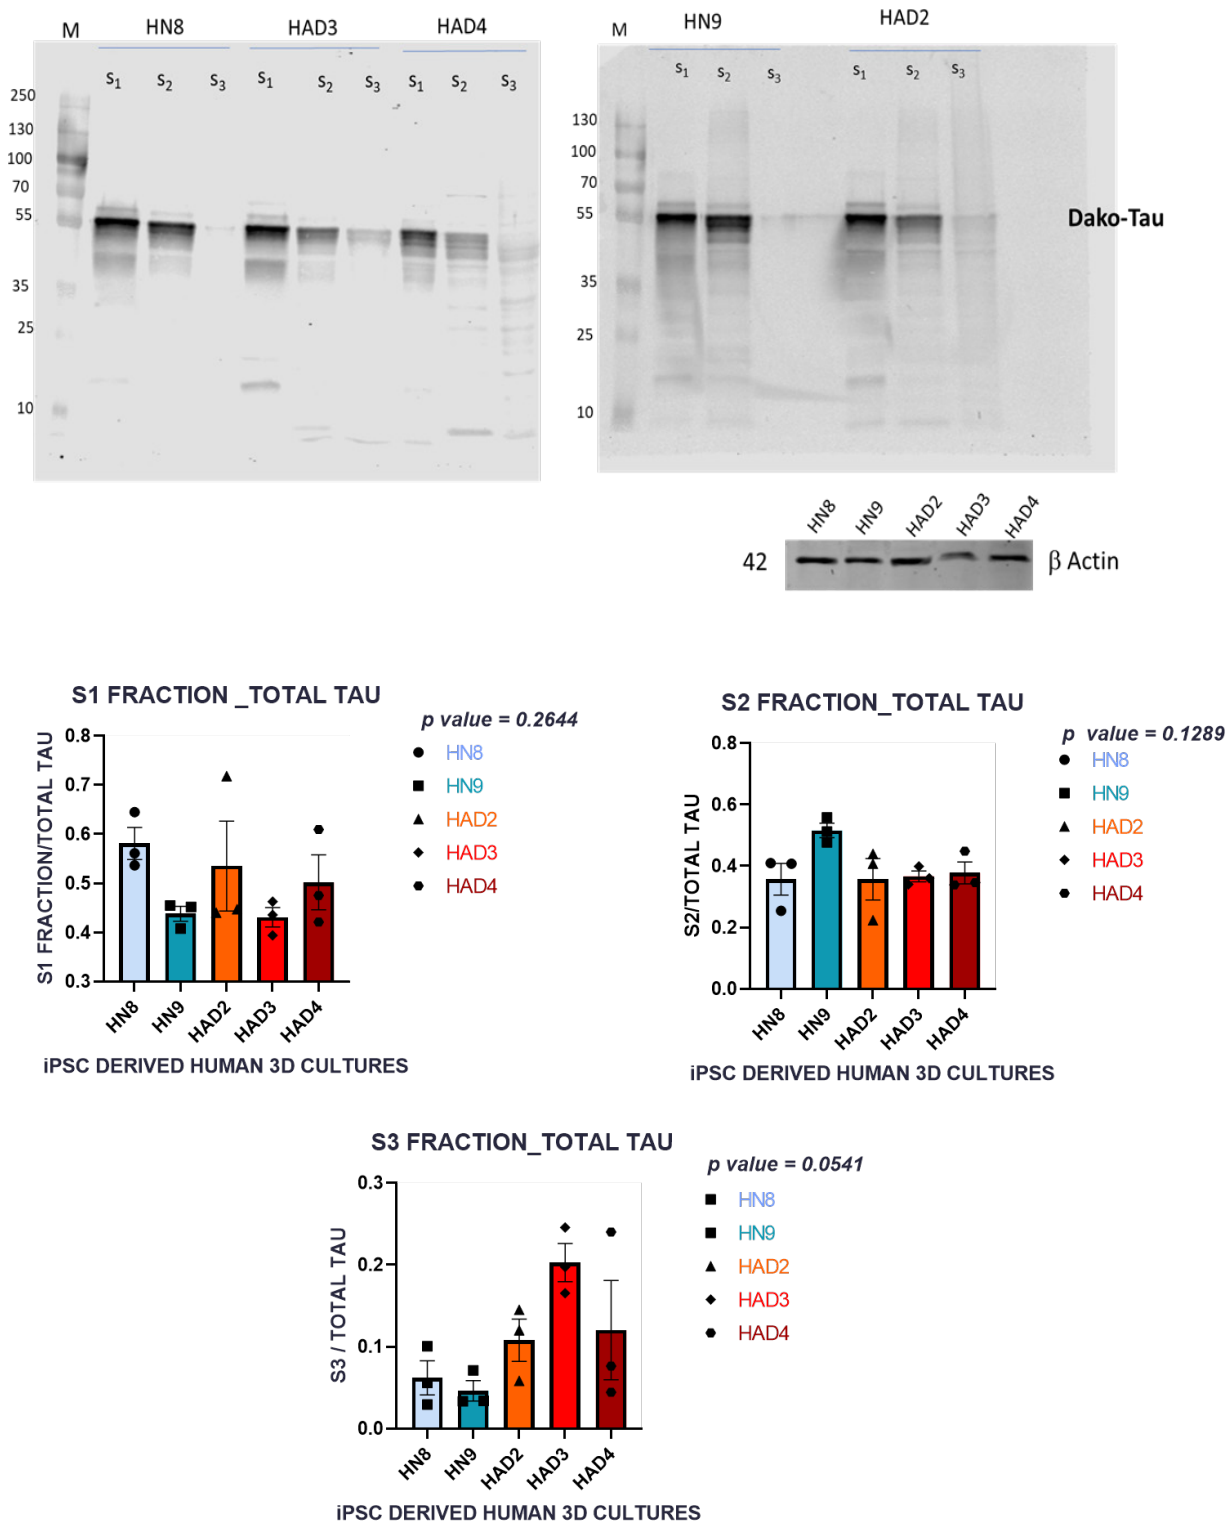 M HN8 HAD3 HAD4
S1 S2 S3 S1 S2 S3 S1 S2 S3
250
130
100
70
55
35
25
10
M HN9 HAD2
S1 S2 S3 S1 S2 S3
130
100
70
55
35
25
10
Dako-Tau
HN8 HN9 HAD2 HAD3 HAD4
42 β Actin
S1 FRACTION _TOTAL TAU
p value = 0.2644
HN8
HN9
HAD2
HAD3
HAD4
S1 FRACTION/TOTAL TAU
0.8
0.7
0.6
0.5
0.4
0.3
HN8 HN9 HAD2 HAD3 HAD4
iPSC DERIVED HUMAN 3D CULTURES
S2 FRACTION_TOTAL TAU
p value = 0.1289
HN8
HN9
HAD2
HAD3
HAD4
S2/TOTAL TAU
0.8
0.6
0.4
0.2
0.0
HN8 HN9 HAD2 HAD3 HAD4
iPSC DERIVED HUMAN 3D CULTURES
S3 FRACTION_TOTAL TAU
p value = 0.0541
HN8
HN9
HAD2
HAD3
HAD4
S3 / TOTAL TAU
0.3
0.2
0.1
0.0
HN8 HN9 HAD2 HAD3 HAD4
iPSC DERIVED HUMAN 3D CULTURES